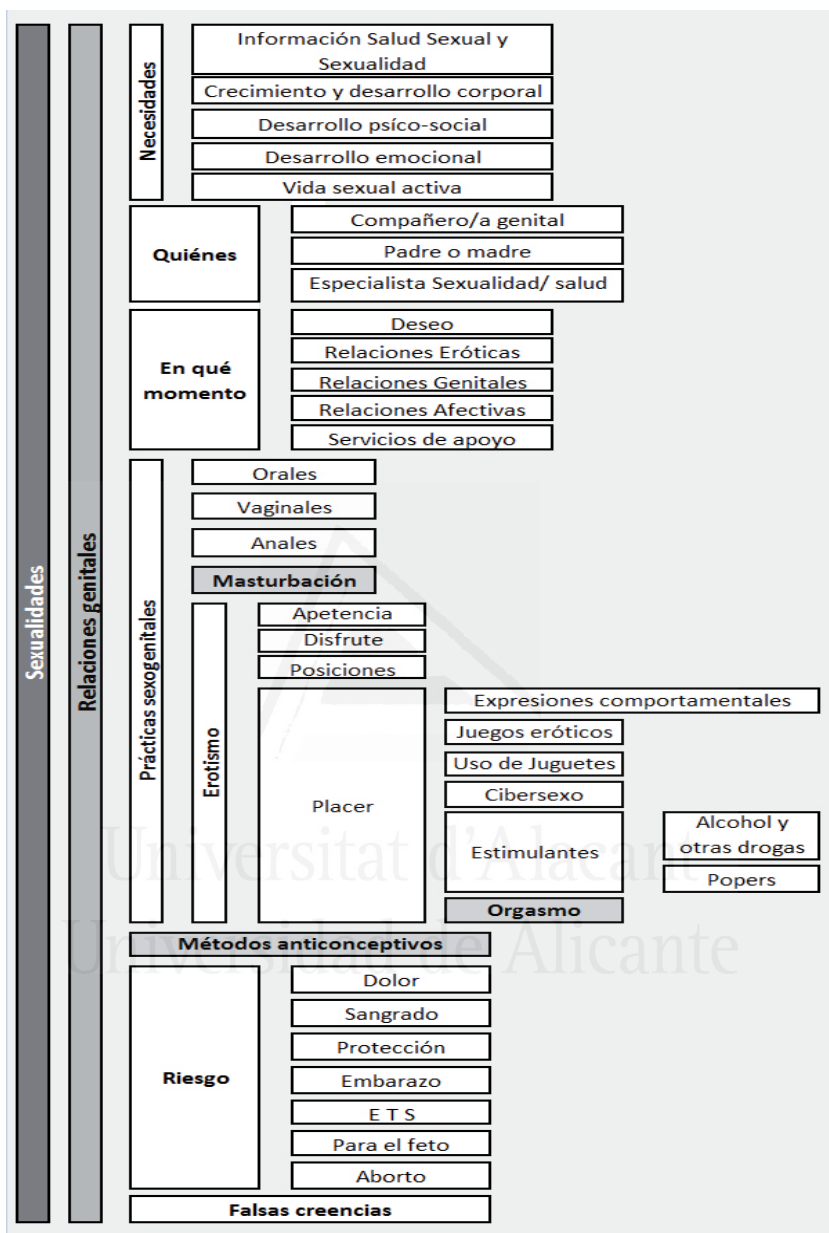 Sexualidades
Relaciones genitales
Necesidades
Información Salud Sexual y
Sexualidad
Crecimiento y desarrollo corporal
Desarrollo psíco-social
Desarrollo emocional
Vida sexual activa
Quiénes
Compañero/a genital
Padre o madre
Especialista Sexualidad/ salud
En qué
momento
Deseo
Relaciones Eróticas
Relaciones Genitales
Relaciones Afectivas
Servicios de apoyo
Prácticas sexogenitales
Orales
Vaginales
Anales
Masturbación
Erotismo
Apetencia
Disfrute
Posiciones
Placer
Expresiones comportamentales
Juegos eróticos
Uso de Juguetes
Cibersexo
Estimulantes
Alcohol y
otras drogas
Popers
Orgasmo
Métodos anticonceptivos
Riesgo
Dolor
Sangrado
Protección
Embarazo
E T S
Para el feto
Aborto
Falsas creencias
Universitat d'Alacant
Universidad de Alicante